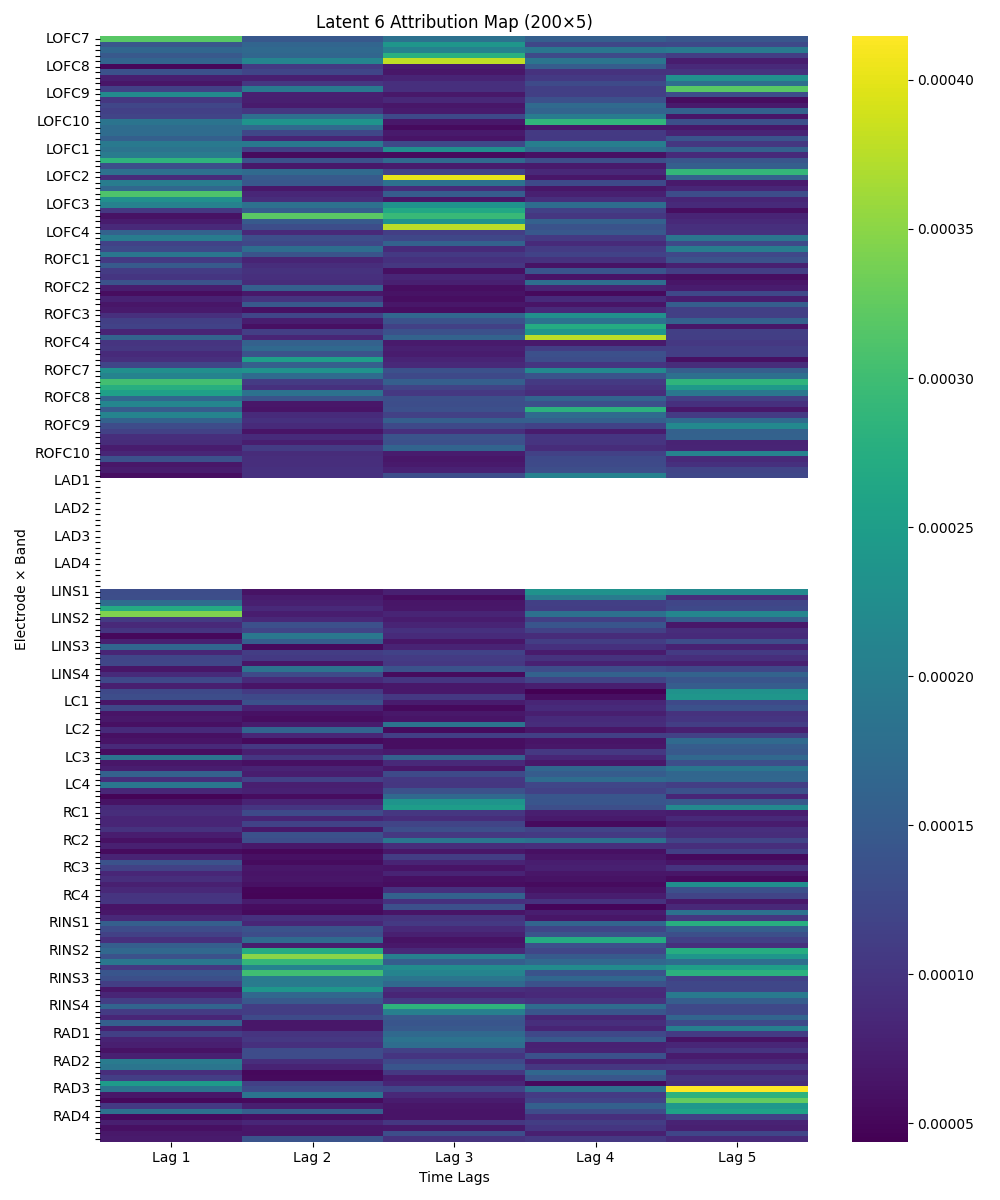 Latent 6 Attribution Map (200×5)
LOFC7
LOFC8
LOFC9
LOFC10
LOFC1
LOFC2
LOFC3
LOFC4
ROFC1
ROFC2
ROFC3
ROFC4
ROFC7
ROFC8
ROFC9
ROFC10
LAD1
LAD2
LAD3
LAD4
LINS1
LINS2
LINS3
LINS4
LC1
LC2
LC3
LC4
RC1
RC2
RC3
RC4
RINS1
RINS2
RINS3
RINS4
RAD1
RAD2
RAD3
RAD4
Electrode × Band
Lag 1 Lag 2 Lag 3 Lag 4 Lag 5
Time Lags
0.00040
0.00035
0.00030
0.00025
0.00020
0.00015
0.00010
0.00005